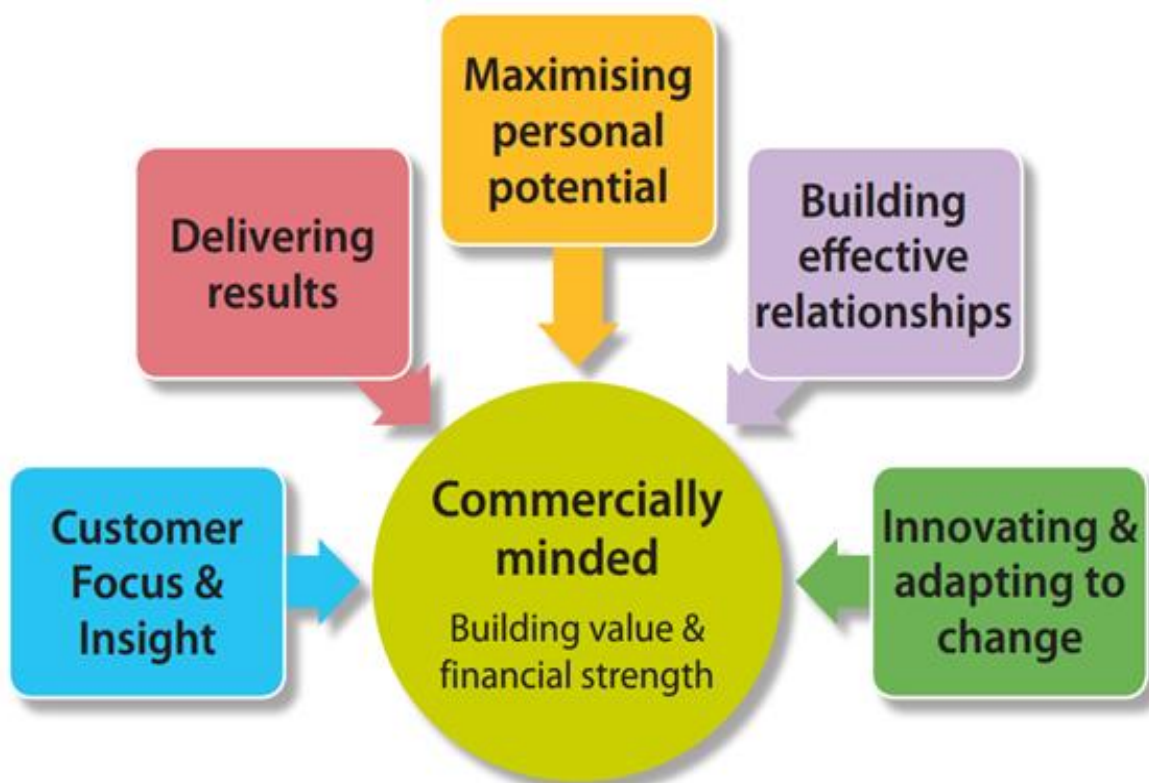 Maximising
personal
potential
Delivering
results
Building
effective
relationships
Customer
Focus &
Insight
Commercially
minded
Building value &
financial strength
Innovating &
adapting to
change